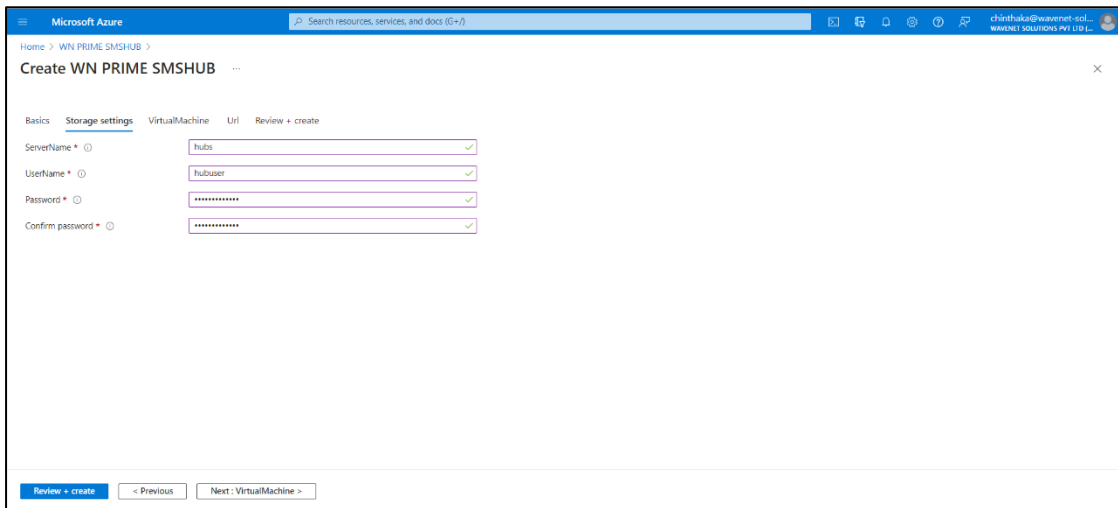 Microsoft Azure
Search resources, services, and docs (G+/)
chinthaka@wavenet-sol...
WAVENET SOLUTIONS PVT LTD (...
Home > WN PRIME SMSHUB >
Create WN PRIME SMSHUB ...
Basics Storage settings VirtualMachine Url Review + create
ServerName * hubs
UserName * hubuser
Password * •••••••••••••
Confirm password * •••••••••••••
Review + create < Previous Next : VirtualMachine >